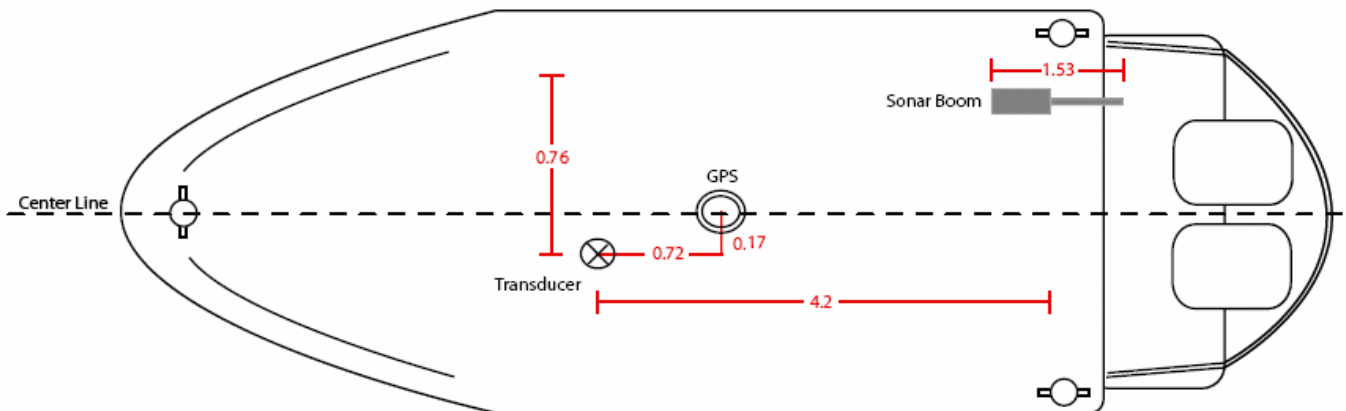 1.53
Sonar Boom
0.76
GPS
Center Line
0.17
0.72
Transducer
4.2